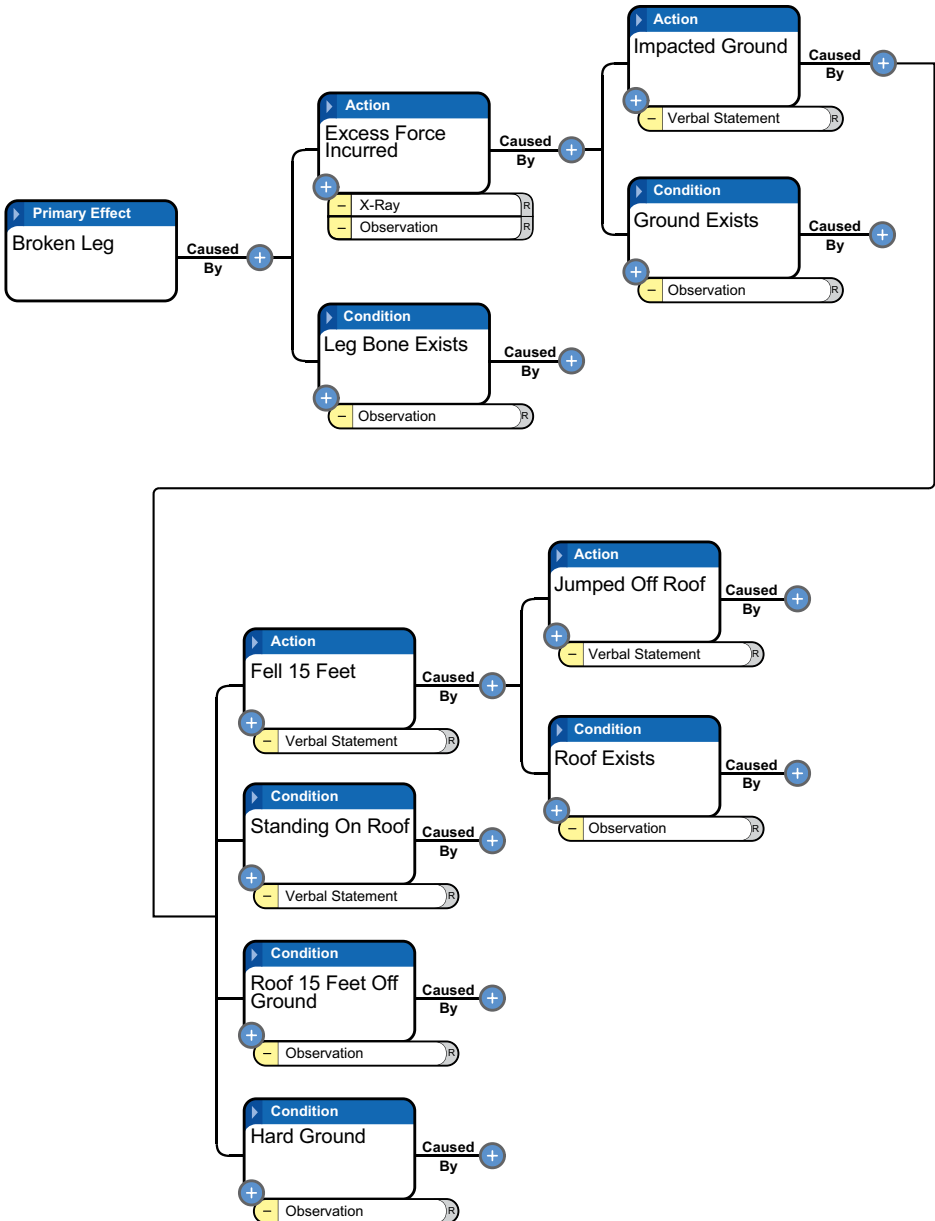 Primary Effect
Broken Leg
Caused
By
Action
Excess Force
Incurred
X-Ray
R
Observation
R
Caused
By
Condition
Leg Bone Exists
Observation
R
Caused
By
Action
Impacted Ground
Verbal Statement
R
Caused
By
Condition
Ground Exists
Observation
R
Caused
By
Action
Fell 15 Feet
Verbal Statement
R
Caused
By
Action
Jumped Off Roof
Verbal Statement
R
Caused
By
Condition
Roof Exists
Observation
R
Caused
By
Condition
Standing On Roof
Verbal Statement
R
Caused
By
Condition
Roof 15 Feet Off
Ground
Observation
R
Caused
By
Condition
Hard Ground
Observation
R
Caused
By